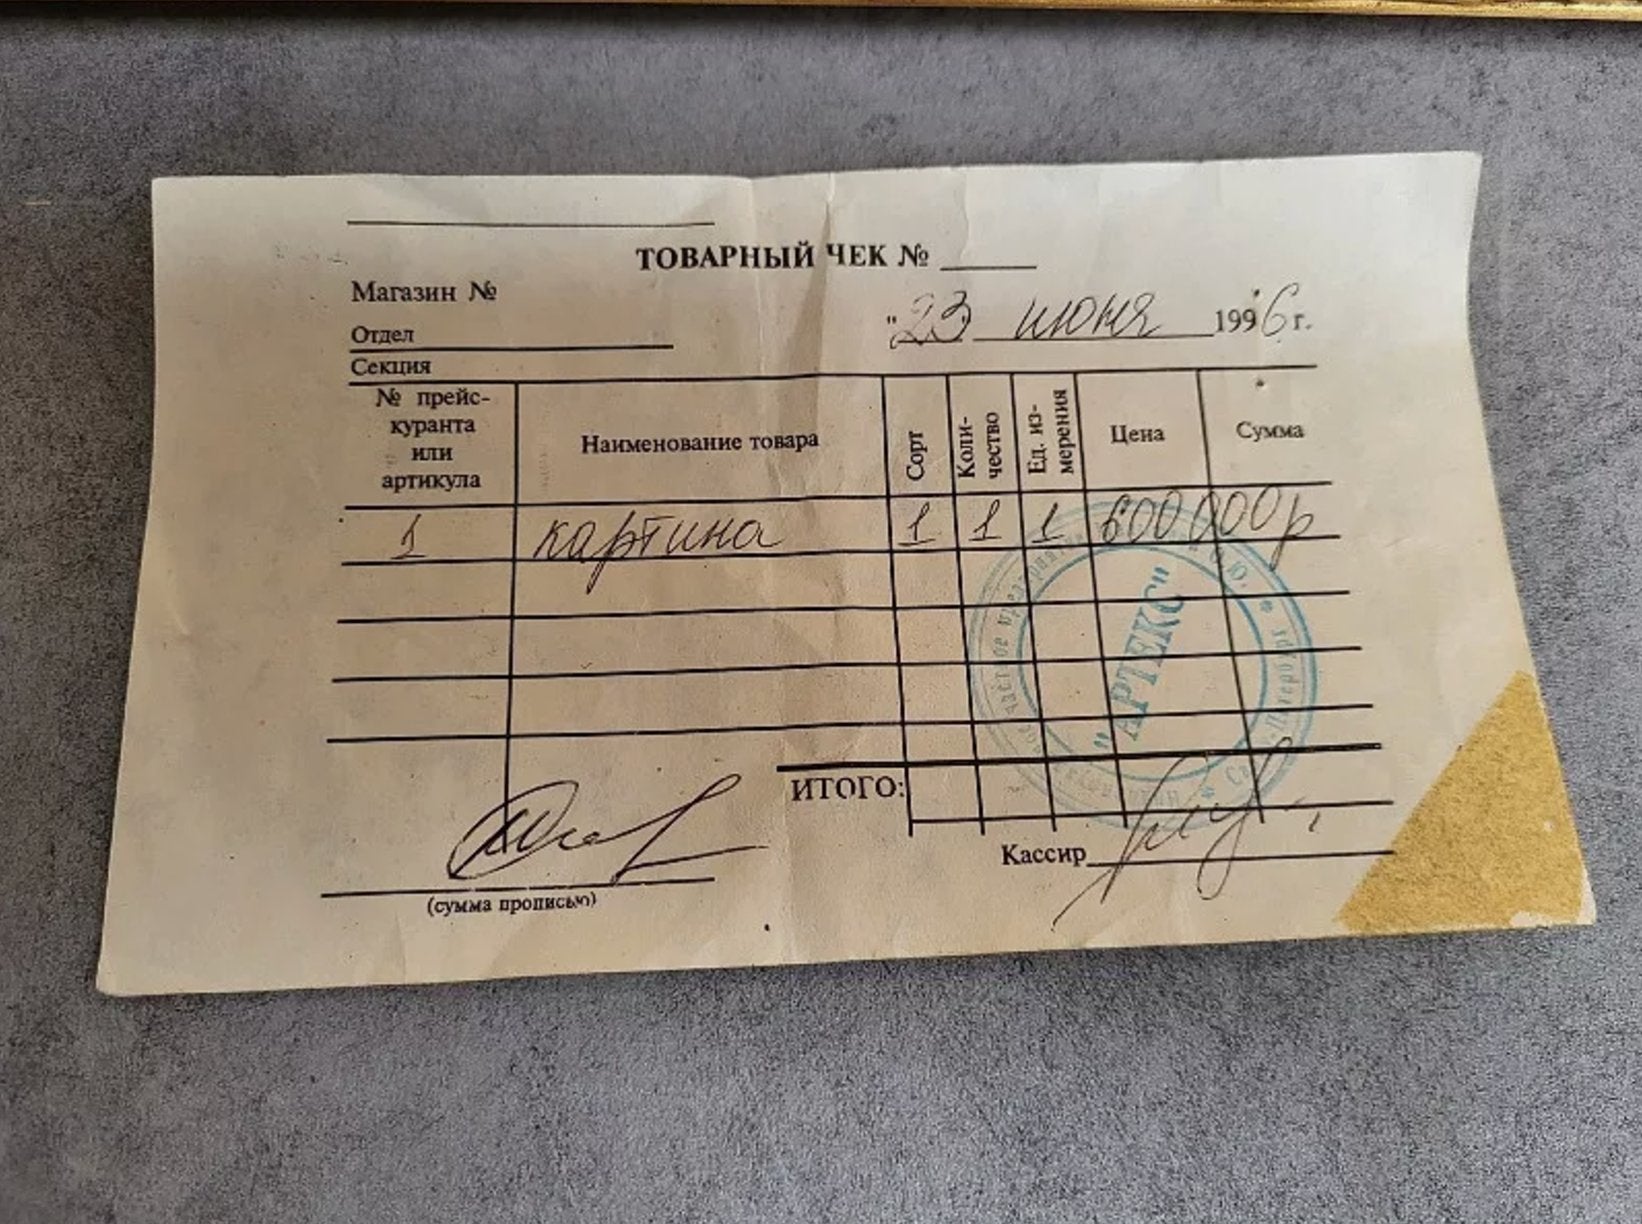 ТОВАРНЫЙ ЧЕК №
Магазин №
"23" июня 1996 г.
Отдел
Секция
№ прейс-
куранта
или
артикула
Наименование товара
Сорт
Коли-
чество
Ед. из-
мерения
Цена
Сумма
1 картина 1 1 1 600 000р
"АРТЕКС"
частное
ИТОГО:
Кассир
(сумма прописью)